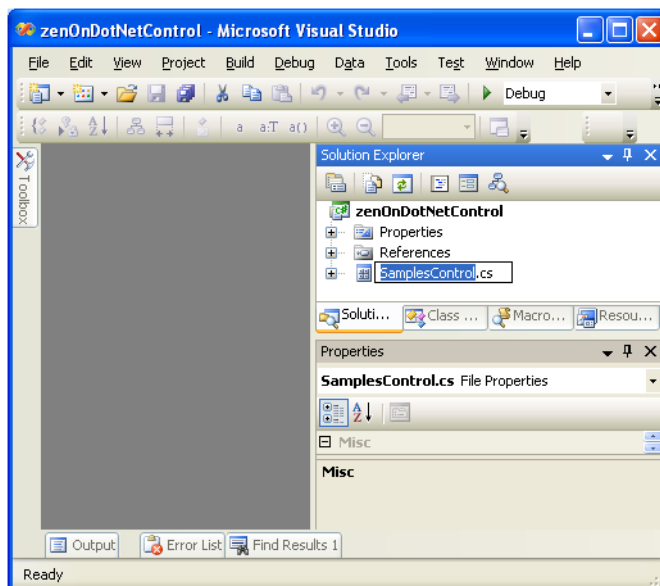 zenOnDotNetControl - Microsoft Visual Studio
File Edit View Project Build Debug Data Tools Test Window Help
Debug
a a:T a()
Toolbox
Solution Explorer
zenOnDotNetControl
Properties
References
SamplesControl.cs
Soluti... Class ... Macro... Resou...
Properties
SamplesControl.cs File Properties
Misc
Misc
Output Error List Find Results 1
Ready